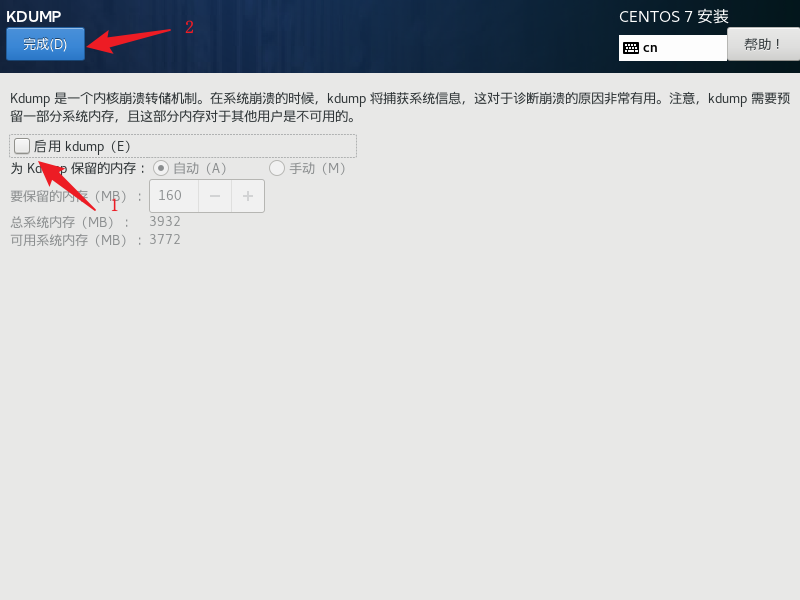 KDUMP
CENTOS 7 安装
完成(D)
2
cn
帮助！
Kdump 是一个内核崩溃转储机制。在系统崩溃的时候，kdump 将捕获系统信息，这对于诊断崩溃的原因非常有用。注意，kdump 需要预
留一部分系统内存，且这部分内存对于其他用户是不可用的。
启用 kdump（E）
为 Kdump 保留的内存： 自动（A） 手动（M）
要保留的内存（MB）： 160 − +
1
总系统内存（MB）： 3932
可用系统内存（MB）： 3772